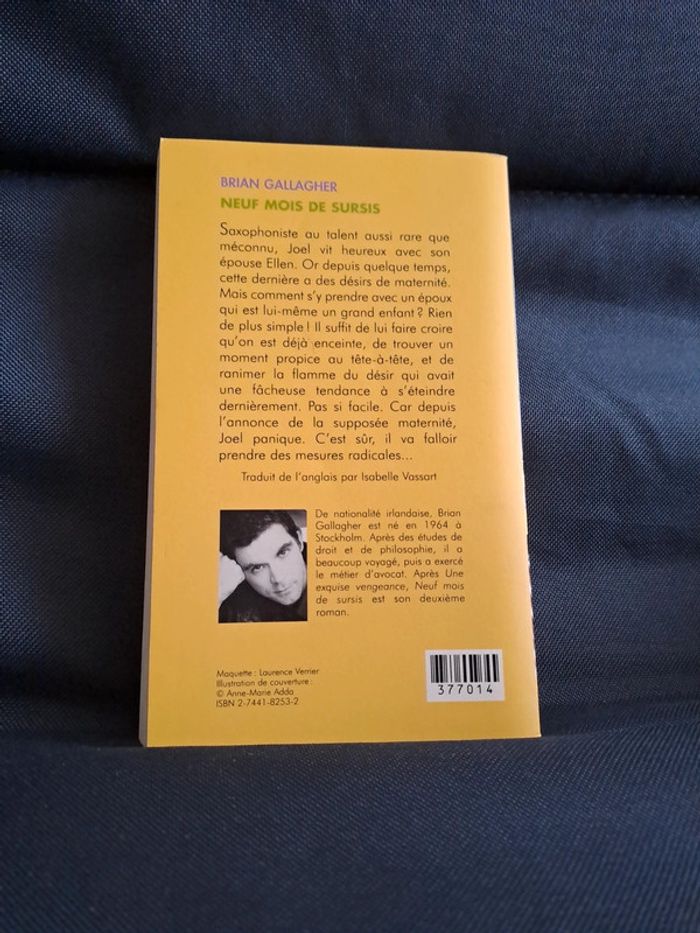 BRIAN GALLAGHER
NEUF MOIS DE SURSIS
Saxophoniste au talent aussi rare que
méconnu, Joel vit heureux avec son
épouse Ellen. Or depuis quelque temps,
cette dernière a des désirs de maternité.
Mais comment s'y prendre avec un époux
qui est lui-même un grand enfant ? Rien
de plus simple ! Il suffit de lui faire croire
qu'on est déjà enceinte, de trouver un
moment propice au tête-à-tête, et de
ranimer la flamme du désir qui avait
une fâcheuse tendance à s'éteindre
dernièrement. Pas si facile. Car depuis
l'annonce de la supposée maternité,
Joel panique. C'est sûr, il va falloir
prendre des mesures radicales...
Traduit de l'anglais par Isabelle Vassart
De nationalité irlandaise, Brian
Gallagher est né en 1964 à
Stockholm. Après des études de
droit et de philosophie, il a
beaucoup voyagé, puis a exercé
le métier d'avocat. Après Une
exquise vengeance, Neuf mois
de sursis est son deuxième
roman.
Maquette : Laurence Verrier
Illustration de couverture :
© Anne-Marie Adda
ISBN 2-7441-8253-2
377014